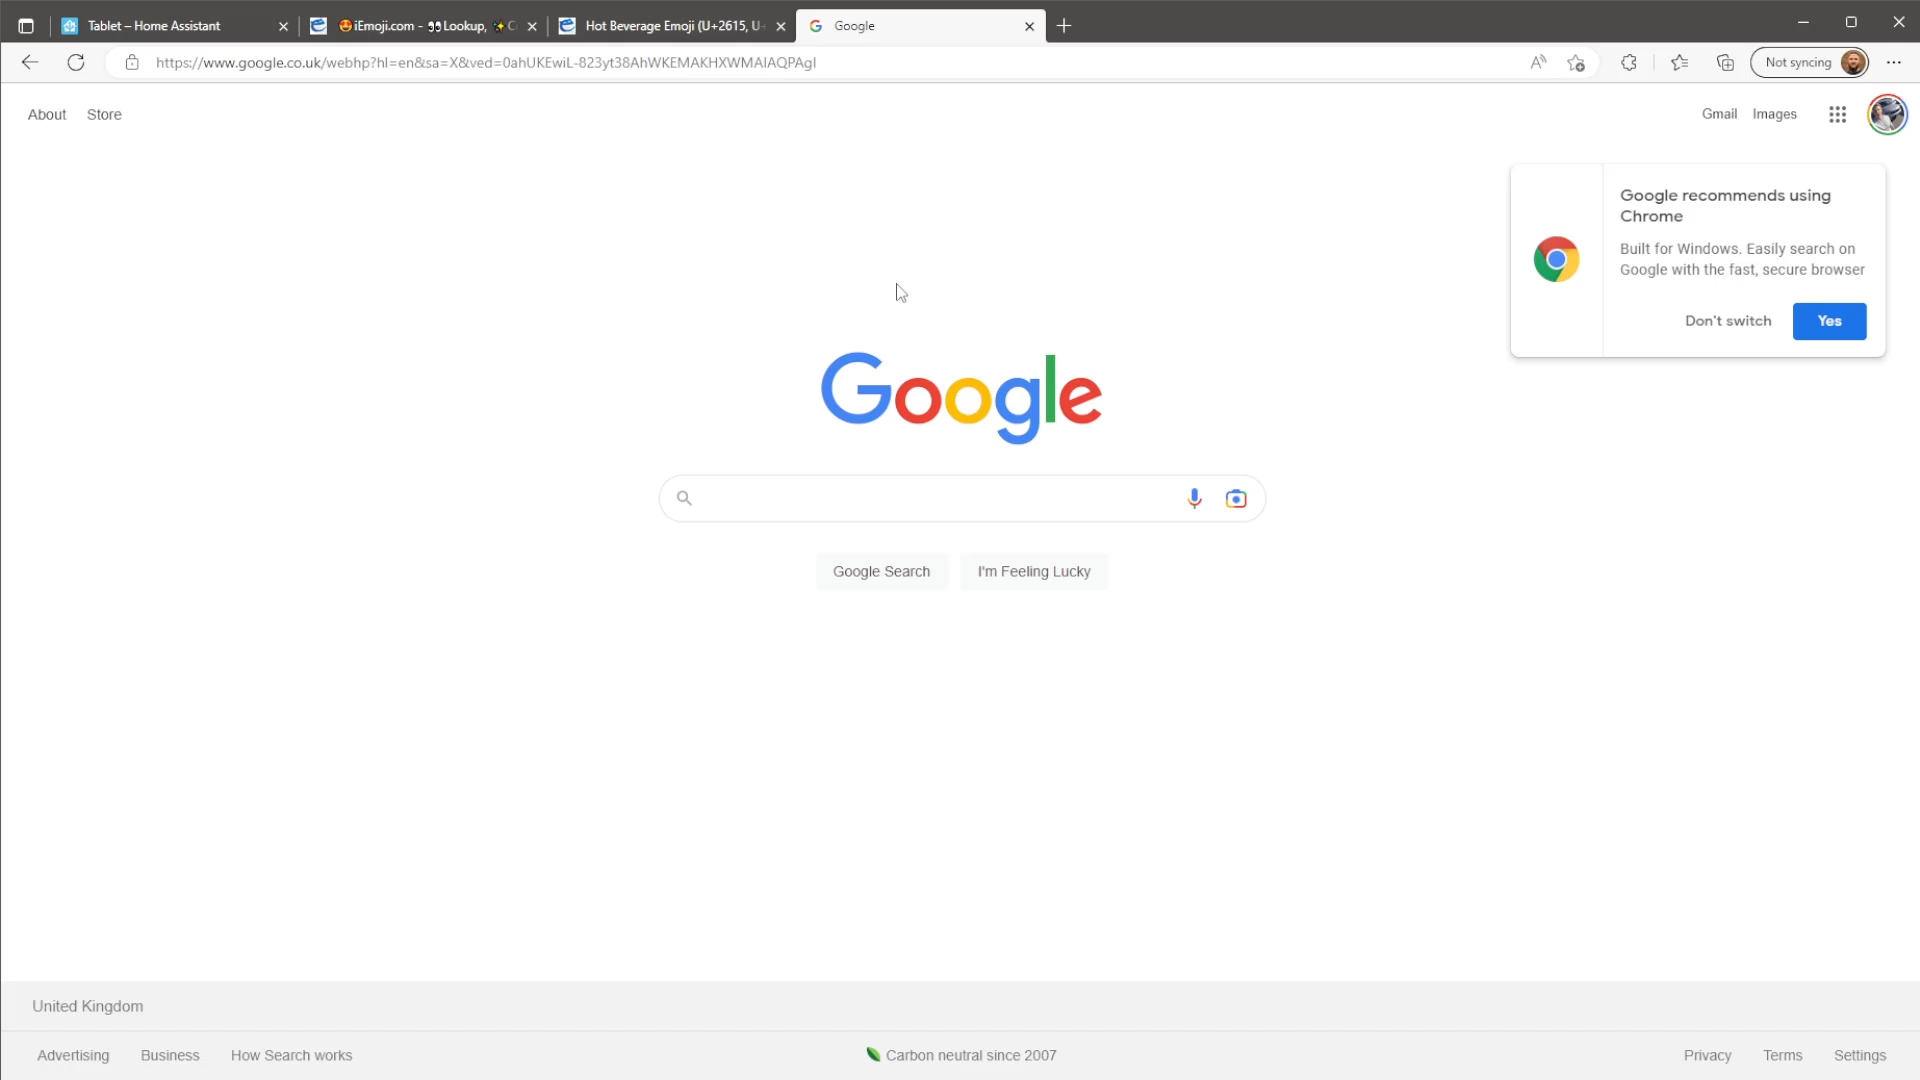 Tablet – Home Assistant
🤩iEmoji.com - 👀Lookup, ✨C
Hot Beverage Emoji (U+2615, U+
Google
https://www.google.co.uk/webhp?hl=en&sa=X&ved=0ahUKEwiL-823yt38AhWKEMAKHXWMAIAQPAgI
Not syncing
About
Store
Gmail
Images
Google recommends using
Chrome
Built for Windows. Easily search on
Google with the fast, secure browser
Don't switch
Yes
Google
Google Search
I'm Feeling Lucky
United Kingdom
Advertising
Business
How Search works
Carbon neutral since 2007
Privacy
Terms
Settings